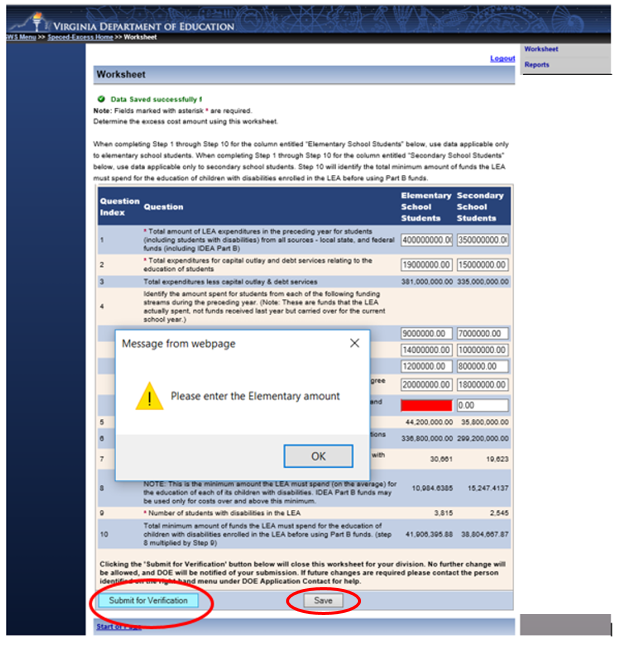 VIRGINIA DEPARTMENT OF EDUCATION
SWS Menu >> Speced-Excess Home >> Worksheet
Worksheet
Reports
Logout
Worksheet
Data Saved successfully !
Note: Fields marked with asterisk * are required.
Determine the excess cost amount using this worksheet.
When completing Step 1 through Step 10 for the column entitled "Elementary School Students" below, use data applicable only
to elementary school students. When completing Step 1 through Step 10 for the column entitled "Secondary School Students"
below, use data applicable only to secondary school students. Step 10 will identify the total minimum amount of funds the LEA
must spend for the education of children with disabilities enrolled in the LEA before using Part B funds.
Question Index Question Elementary School Students Secondary School Students
1 * Total amount of LEA expenditures in the preceding year for students
(including students with disabilities) from all sources - local state, and federal 400000000.0 350000000.0
funds (including IDEA Part B)
2 * Total expenditures for capital outlay and debt services relating to the 19000000.00 15000000.00
education of students
3 Total expenditures less capital outlay & debt services 381,000,000.00 335,000,000.00
Identify the amount spent for students from each of the following funding
4 streams during the preceding year. (Note: These are funds that the LEA
actually spent, not funds received last year but carried over for the current
school year.)
9000000.00 7000000.00
14000000.00 10000000.00
1200000.00 800000.00
gree 20000000.00 18000000.00
and 0.00
Message from webpage
Please enter the Elementary amount
OK
5 44,200,000.00 35,800,000.00
6 tions 336,800,000.00 299,200,000.00
7 with 30,661 19,623
8 NOTE: This is the minimum amount the LEA must spend (on the average) for 10,984.6385 15,247.4137
the education of each of its children with disabilities. IDEA Part B funds may
be used only for costs over and above this minimum.
9 * Number of students with disabilities in the LEA 3,815 2,545
Total minimum amount of funds the LEA must spend for the education of
10 children with disabilities enrolled in the LEA before using Part B funds. (step 41,906,395.88 38,804,667.87
8 multiplied by Step 9)
Clicking the 'Submit for Verification' button below will close this worksheet for your division. No further change will
be allowed, and DOE will be notified of your submission. If future changes are required please contact the person
identified on the right-hand menu under DOE Application Contact for help.
Submit for Verification
Save
Start of Page